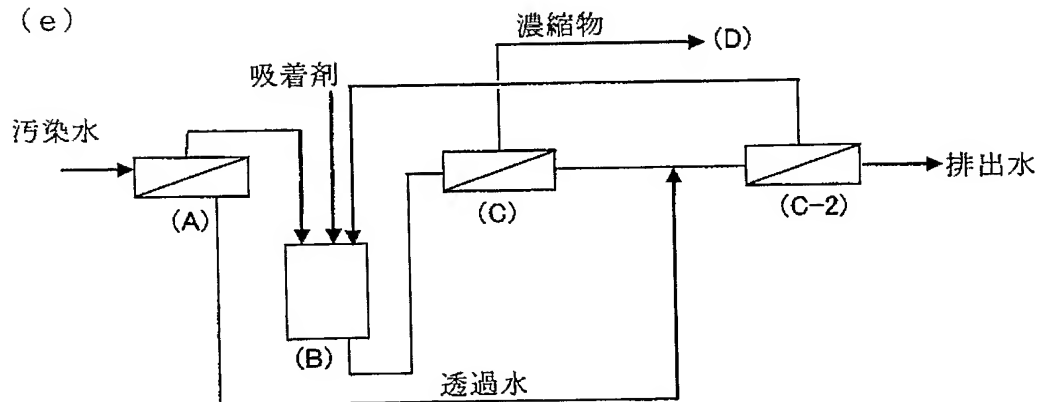 （e）
濃縮物
(D)
吸着剤
汚染水
(A)
(C)
(C-2)
排出水
(B)
透過水